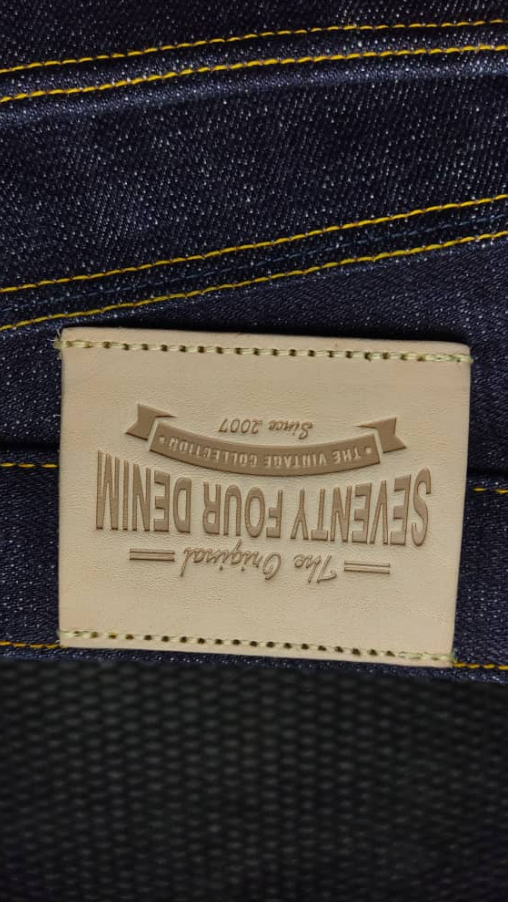 The Original
SEVENTY FOUR DENIM
• THE VINTAGE COLLECTION •
Since 2007